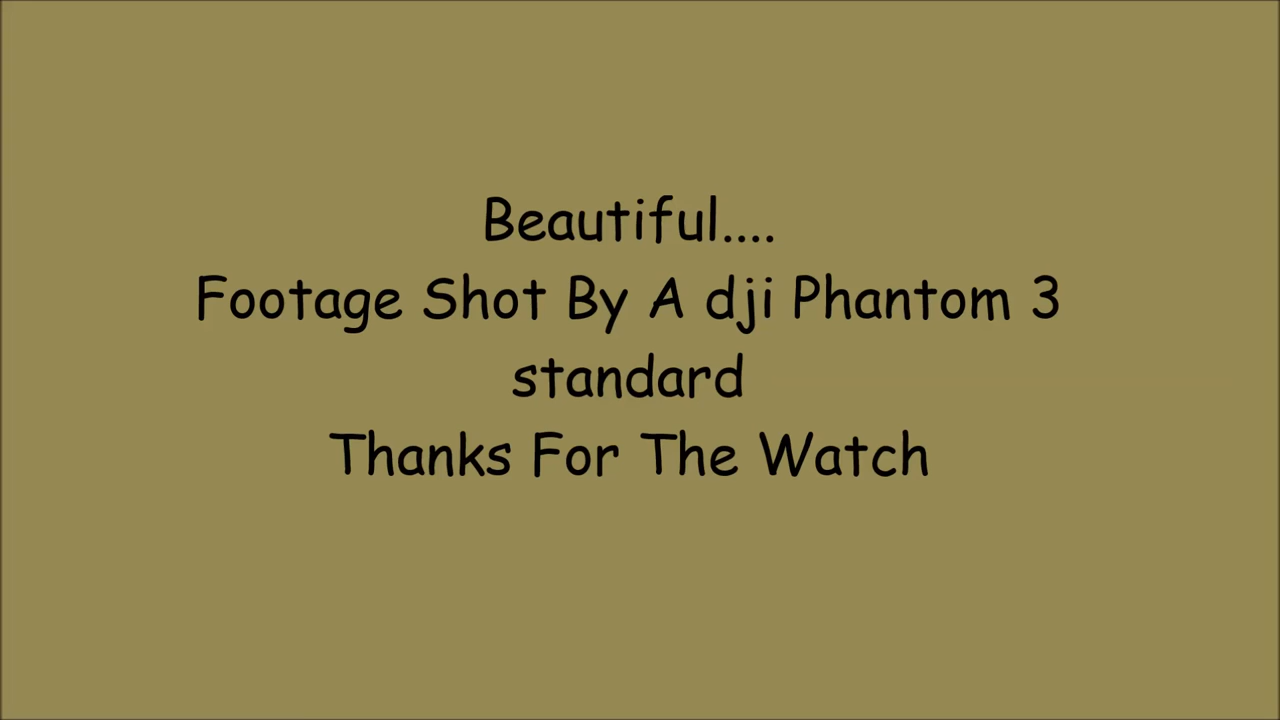 Beautiful....
Footage Shot By A dji Phantom 3
standard
Thanks For The Watch